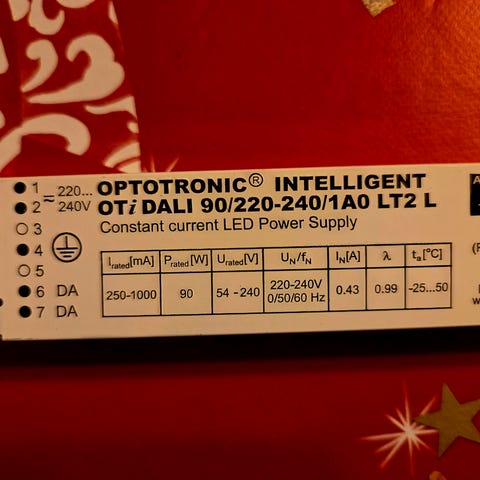 OPTOTRONIC® INTELLIGENT
OTi DALI 90/220-240/1A0 LT2 L
Constant current LED Power Supply
1 ≂ 220...
2 240V
3
4
5
6 DA
7 DA
Irated[mA] Prated[W] Urated[V] UN/fN IN[A] λ ta[°C]
250-1000 90 54-240 220-240V 0/50/60 Hz 0.43 0.99 -25...50